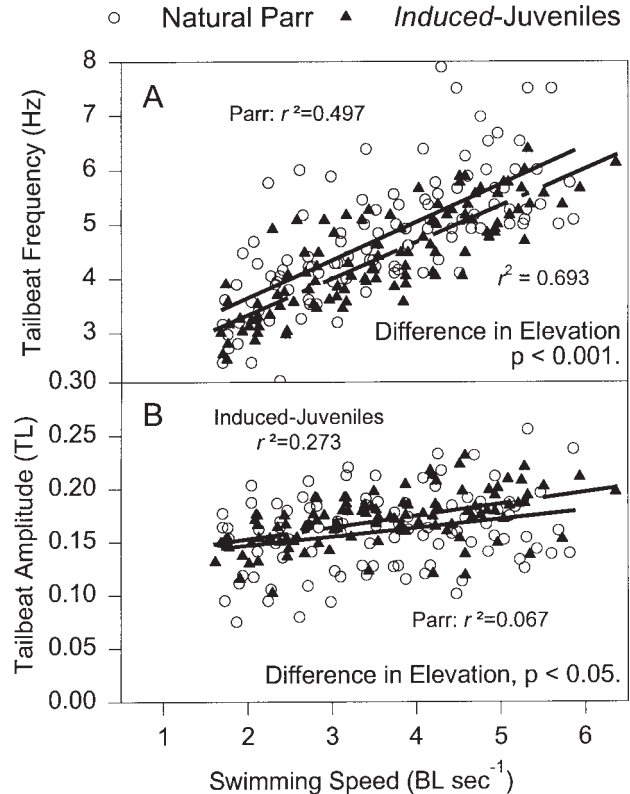 ○ Natural Parr ▲ Induced-Juveniles
A
Tailbeat Frequency (Hz)
8
7
6
5
4
3
Parr: r²=0.497
r² = 0.693
Difference in Elevation
p < 0.001.
B
Tailbeat Amplitude (TL)
0.30
0.25
0.20
0.15
0.10
0.05
0.00
Induced-Juveniles
r²=0.273
Parr: r²=0.067
Difference in Elevation, p < 0.05.
1 2 3 4 5 6
Swimming Speed (BL sec⁻¹)